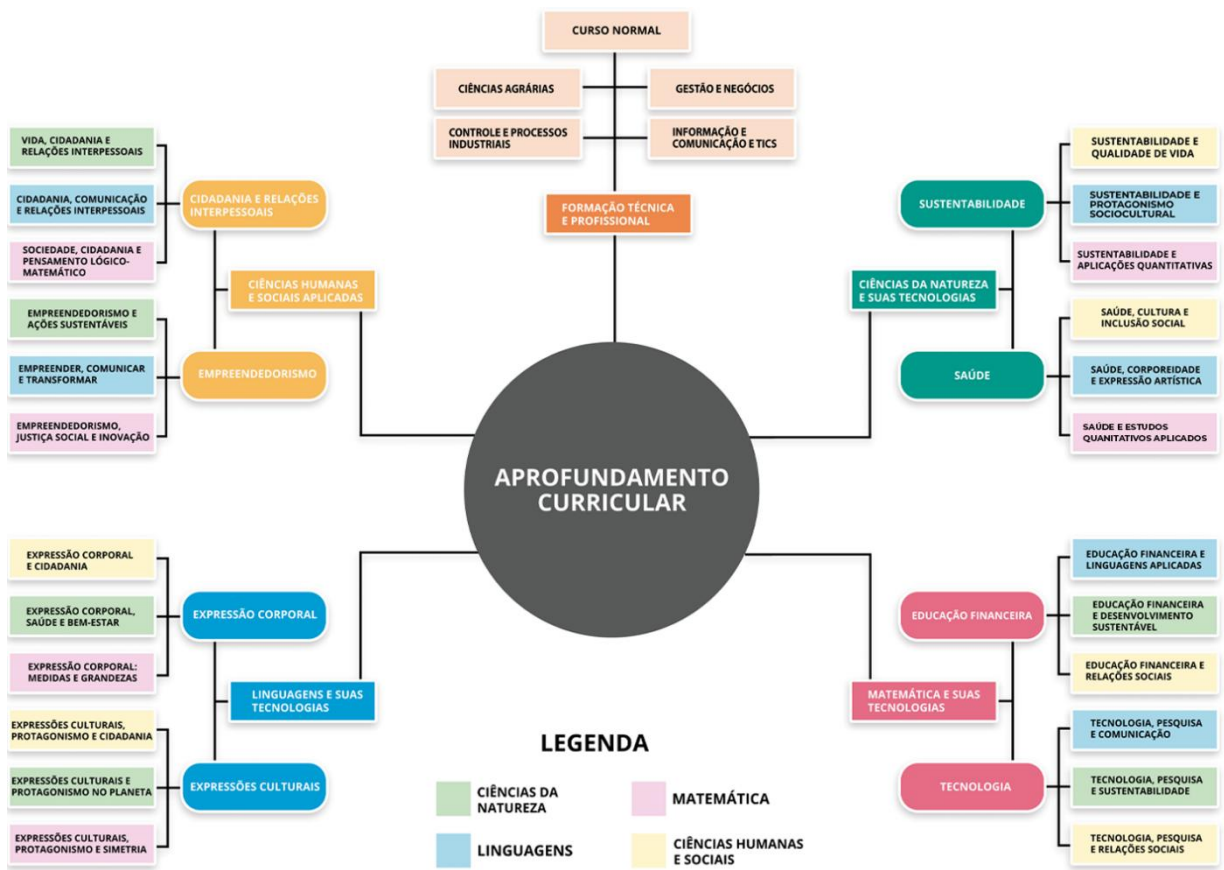 CURSO NORMAL
CIÊNCIAS AGRÁRIAS
GESTÃO E NEGÓCIOS
CONTROLE E PROCESSOS
INDUSTRIAIS
INFORMAÇÃO E
COMUNICAÇÃO E TICS
FORMAÇÃO TÉCNICA
E PROFISSIONAL
VIDA, CIDADANIA E
RELAÇÕES INTERPESSOAIS
CIDADANIA, COMUNICAÇÃO
E RELAÇÕES INTERPESSOAIS
SOCIEDADE, CIDADANIA E
PENSAMENTO LÓGICO-
MATEMÁTICO
CIDADANIA E RELAÇÕES
INTERPESSOAIS
CIÊNCIAS HUMANAS
E SOCIAIS APLICADAS
EMPREENDEDORISMO E
AÇÕES SUSTENTÁVEIS
EMPREENDER, COMUNICAR
E TRANSFORMAR
EMPREENDEDORISMO,
JUSTIÇA SOCIAL E INOVAÇÃO
EMPREENDEDORISMO
SUSTENTABILIDADE
SUSTENTABILIDADE E
QUALIDADE DE VIDA
SUSTENTABILIDADE E
PROTAGONISMO
SOCIOCULTURAL
SUSTENTABILIDADE E
APLICAÇÕES QUANTITATIVAS
CIÊNCIAS DA NATUREZA
E SUAS TECNOLOGIAS
SAÚDE
SAÚDE, CULTURA E
INCLUSÃO SOCIAL
SAÚDE, CORPOREIDADE
E EXPRESSÃO ARTÍSTICA
SAÚDE E ESTUDOS
QUANITATIVOS APLICADOS
APROFUNDAMENTO
CURRICULAR
EXPRESSÃO CORPORAL
E CIDADANIA
EXPRESSÃO CORPORAL,
SAÚDE E BEM-ESTAR
EXPRESSÃO CORPORAL:
MEDIDAS E GRANDEZAS
EXPRESSÃO CORPORAL
LINGUAGENS E SUAS
TECNOLOGIAS
EXPRESSÕES CULTURAIS,
PROTAGONISMO E CIDADANIA
EXPRESSÕES CULTURAIS E
PROTAGONISMO NO PLANETA
EXPRESSÕES CULTURAIS,
PROTAGONISMO E SIMETRIA
EXPRESSÕES CULTURAIS
EDUCAÇÃO FINANCEIRA
EDUCAÇÃO FINANCEIRA E
LINGUAGENS APLICADAS
EDUCAÇÃO FINANCEIRA
E DESENVOLVIMENTO
SUSTENTÁVEL
EDUCAÇÃO FINANCEIRA E
RELAÇÕES SOCIAIS
MATEMÁTICA E SUAS
TECNOLOGIAS
TECNOLOGIA
TECNOLOGIA, PESQUISA
E COMUNICAÇÃO
TECNOLOGIA, PESQUISA
E SUSTENTABILIDADE
TECNOLOGIA, PESQUISA
E RELAÇÕES SOCIAIS
LEGENDA
CIÊNCIAS DA
NATUREZA
MATEMÁTICA
LINGUAGENS
CIÊNCIAS HUMANAS
E SOCIAIS